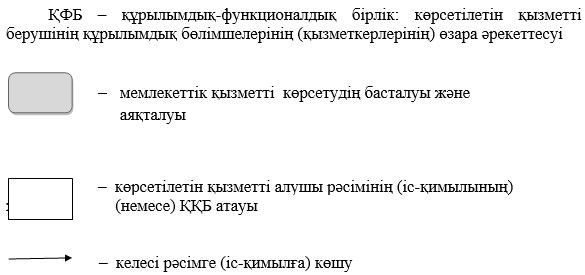 ҚФБ – құрылымдық-функционалдық бірлік: көрсетілетін қызметті
берушінің құрылымдық бөлімшелерінің (қызметкерлерінің) өзара әрекеттесуі
– мемлекеттік қызметті көрсетудің басталуы және
аяқталуы
– көрсетілетін қызметті алушы рәсімінің (іс-қимылының)
(немесе) ҚҚБ атауы
– келесі рәсімге (іс-қимылға) көшу